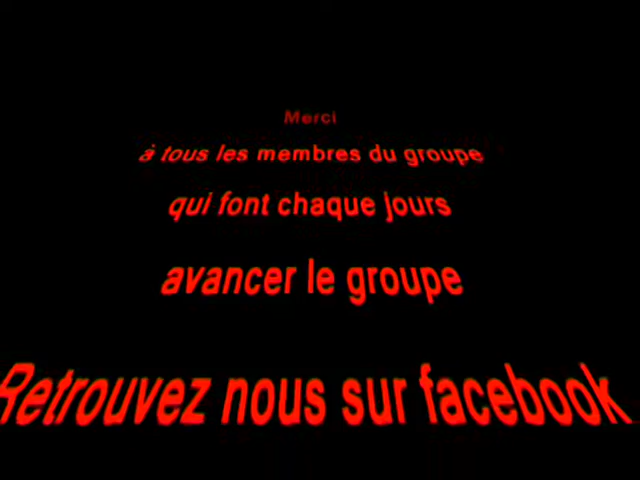 Merci
à tous les membres du groupe
qui font chaque jours
avancer le groupe
Retrouvez nous sur facebook